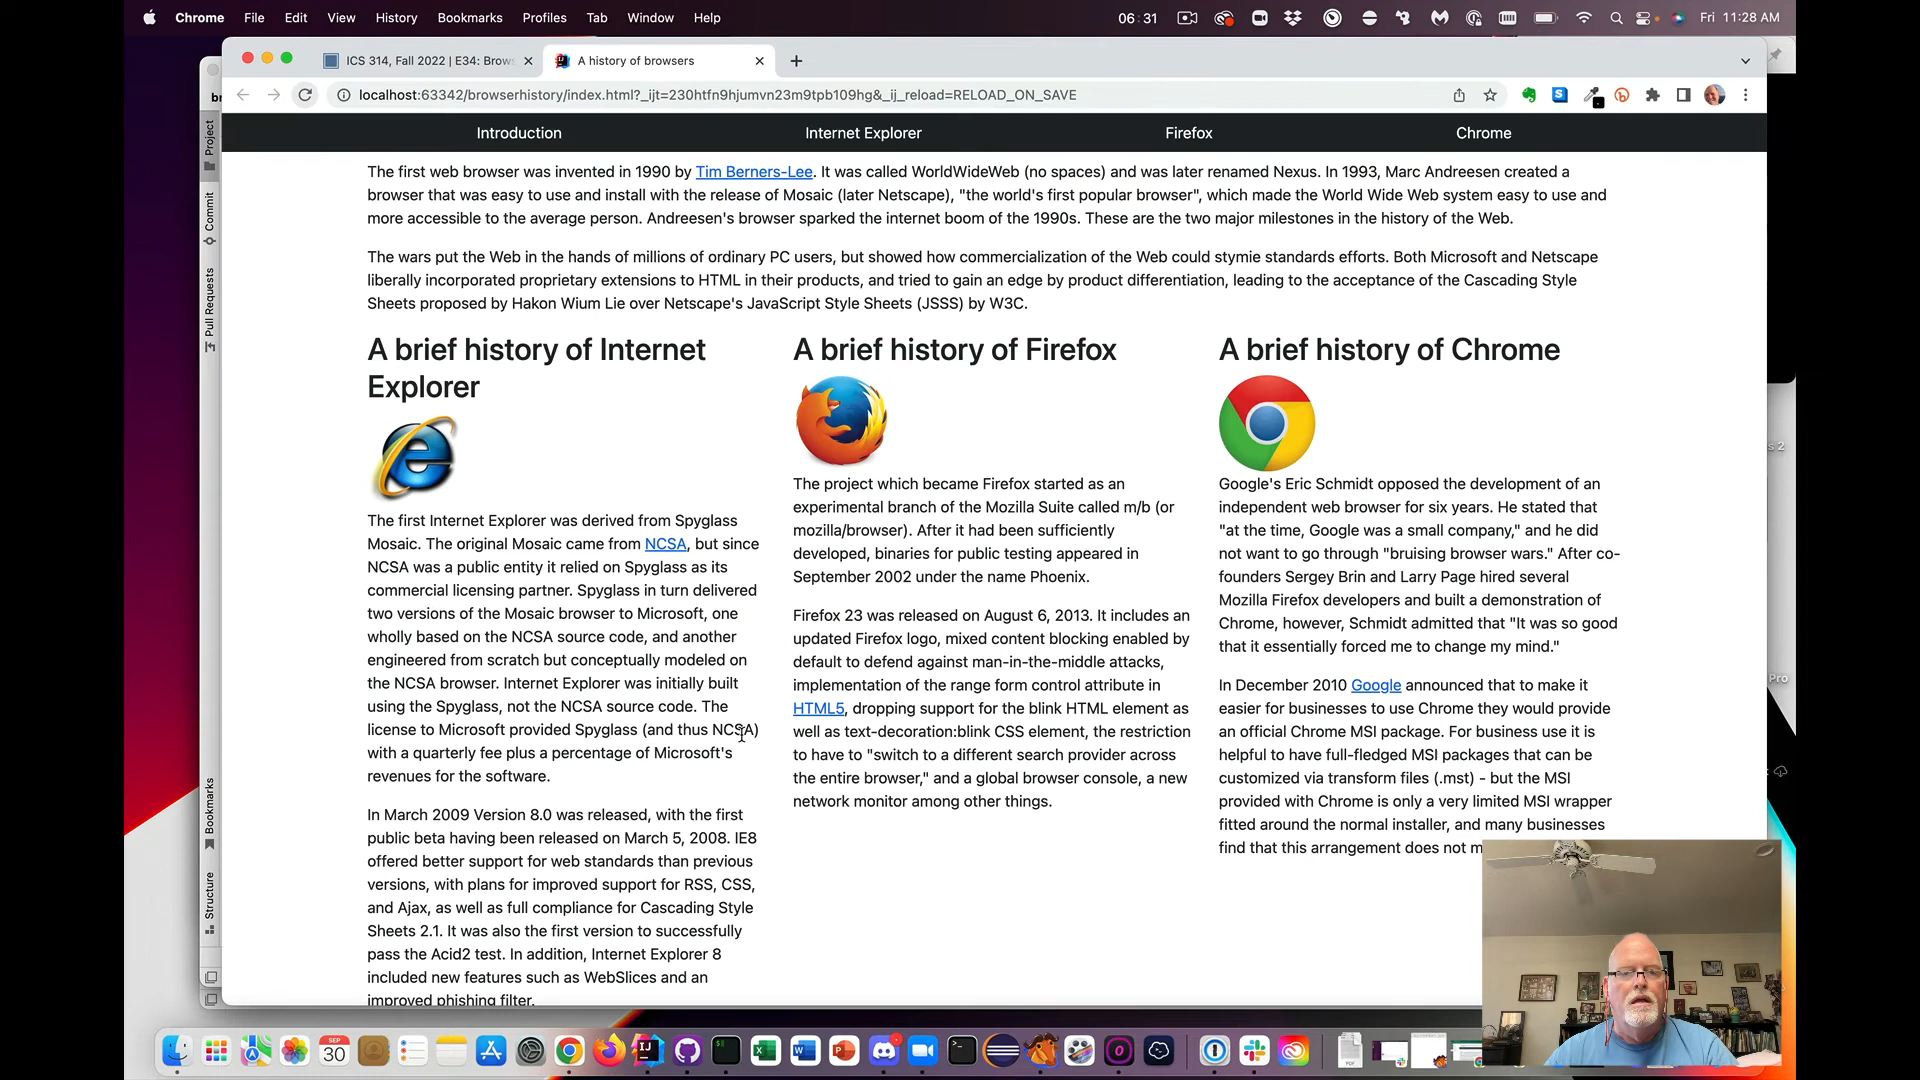 Chrome File Edit View History Bookmarks Profiles Tab Window Help
06:31
Fri 11:28 AM
ICS 314, Fall 2022 | E34: Brows
A history of browsers
localhost:63342/browserhistory/index.html?_ijt=230htfn9hjumvn23m9tpb109hg&_ij_reload=RELOAD_ON_SAVE
br
Project
Commit
Pull Requests
Bookmarks
Structure
Introduction Internet Explorer Firefox Chrome
The first web browser was invented in 1990 by Tim Berners-Lee. It was called WorldWideWeb (no spaces) and was later renamed Nexus. In 1993, Marc Andreesen created a
browser that was easy to use and install with the release of Mosaic (later Netscape), "the world's first popular browser", which made the World Wide Web system easy to use and
more accessible to the average person. Andreesen's browser sparked the internet boom of the 1990s. These are the two major milestones in the history of the Web.
The wars put the Web in the hands of millions of ordinary PC users, but showed how commercialization of the Web could stymie standards efforts. Both Microsoft and Netscape
liberally incorporated proprietary extensions to HTML in their products, and tried to gain an edge by product differentiation, leading to the acceptance of the Cascading Style
Sheets proposed by Hakon Wium Lie over Netscape's JavaScript Style Sheets (JSSS) by W3C.
A brief history of Internet
Explorer
The first Internet Explorer was derived from Spyglass
Mosaic. The original Mosaic came from NCSA, but since
NCSA was a public entity it relied on Spyglass as its
commercial licensing partner. Spyglass in turn delivered
two versions of the Mosaic browser to Microsoft, one
wholly based on the NCSA source code, and another
engineered from scratch but conceptually modeled on
the NCSA browser. Internet Explorer was initially built
using the Spyglass, not the NCSA source code. The
license to Microsoft provided Spyglass (and thus NCSA)
with a quarterly fee plus a percentage of Microsoft's
revenues for the software.
In March 2009 Version 8.0 was released, with the first
public beta having been released on March 5, 2008. IE8
offered better support for web standards than previous
versions, with plans for improved support for RSS, CSS,
and Ajax, as well as full compliance for Cascading Style
Sheets 2.1. It was also the first version to successfully
pass the Acid2 test. In addition, Internet Explorer 8
included new features such as WebSlices and an
improved phishing filter.
A brief history of Firefox
The project which became Firefox started as an
experimental branch of the Mozilla Suite called m/b (or
mozilla/browser). After it had been sufficiently
developed, binaries for public testing appeared in
September 2002 under the name Phoenix.
Firefox 23 was released on August 6, 2013. It includes an
updated Firefox logo, mixed content blocking enabled by
default to defend against man-in-the-middle attacks,
implementation of the range form control attribute in
HTML5, dropping support for the blink HTML element as
well as text-decoration:blink CSS element, the restriction
to have to "switch to a different search provider across
the entire browser," and a global browser console, a new
network monitor among other things.
A brief history of Chrome
Google's Eric Schmidt opposed the development of an
independent web browser for six years. He stated that
"at the time, Google was a small company," and he did
not want to go through "bruising browser wars." After co-
founders Sergey Brin and Larry Page hired several
Mozilla Firefox developers and built a demonstration of
Chrome, however, Schmidt admitted that "It was so good
that it essentially forced me to change my mind."
In December 2010 Google announced that to make it
easier for businesses to use Chrome they would provide
an official Chrome MSI package. For business use it is
helpful to have full-fledged MSI packages that can be
customized via transform files (.mst) - but the MSI
provided with Chrome is only a very limited MSI wrapper
fitted around the normal installer, and many businesses
find that this arrangement does not m
s 2
Pro
SEP
30